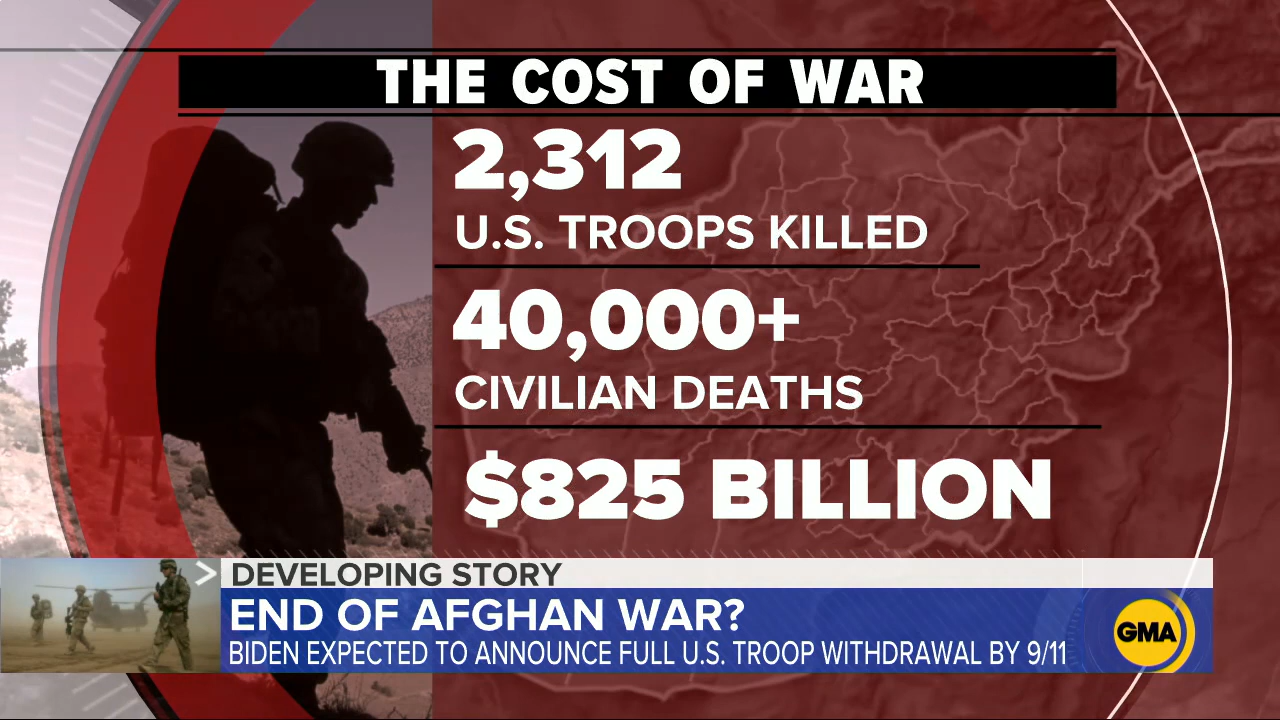 THE COST OF WAR
2,312
U.S. TROOPS KILLED
40,000+
CIVILIAN DEATHS
$825 BILLION
DEVELOPING STORY
END OF AFGHAN WAR?
BIDEN EXPECTED TO ANNOUNCE FULL U.S. TROOP WITHDRAWAL BY 9/11
GMA